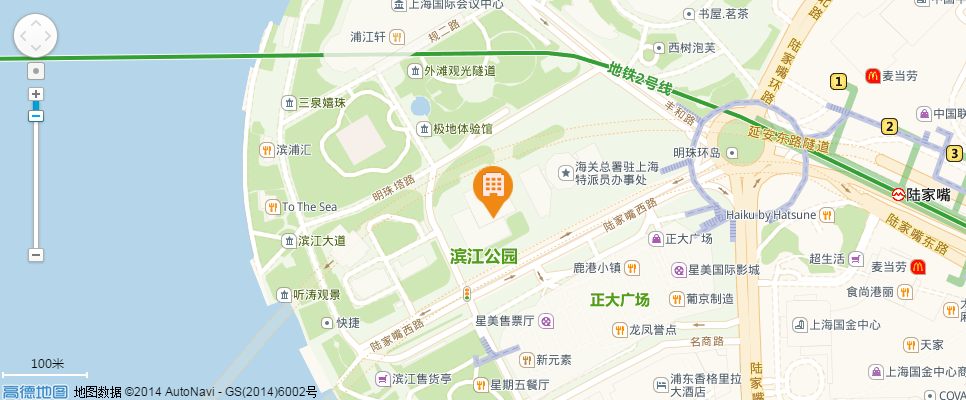 上海国际会议中心
书屋.茗茶
北路
浦江轩
规二路
西树泡芙
陆家嘴环路
外滩观光隧道
地铁2号线
1
麦当劳
三泉嬉珠
丰和路
中国联
极地体验馆
2
延安东路隧道
滨浦汇
明珠环岛
3
海关总署驻上海
特派员办事处
明珠塔路
陆家嘴
To The Sea
陆家嘴西路
Haiku by Hatsune
滨江大道
正大广场
陆家嘴东路
滨江公园
超生活
鹿港小镇
星美国际影城
麦当劳
听涛观景
正大广场
葡京制造
食尚港丽
快捷
星美售票厅
龙凤誉点
上海国金中心
陆家嘴西路
名商路
天家
100米
新元素
陆家嘴
上海国金中心商
滨江售货亭
星期五餐厅
浦东香格里拉
大酒店
高德地图 地图数据 ©2014 AutoNavi - GS(2014)6002号
COVA